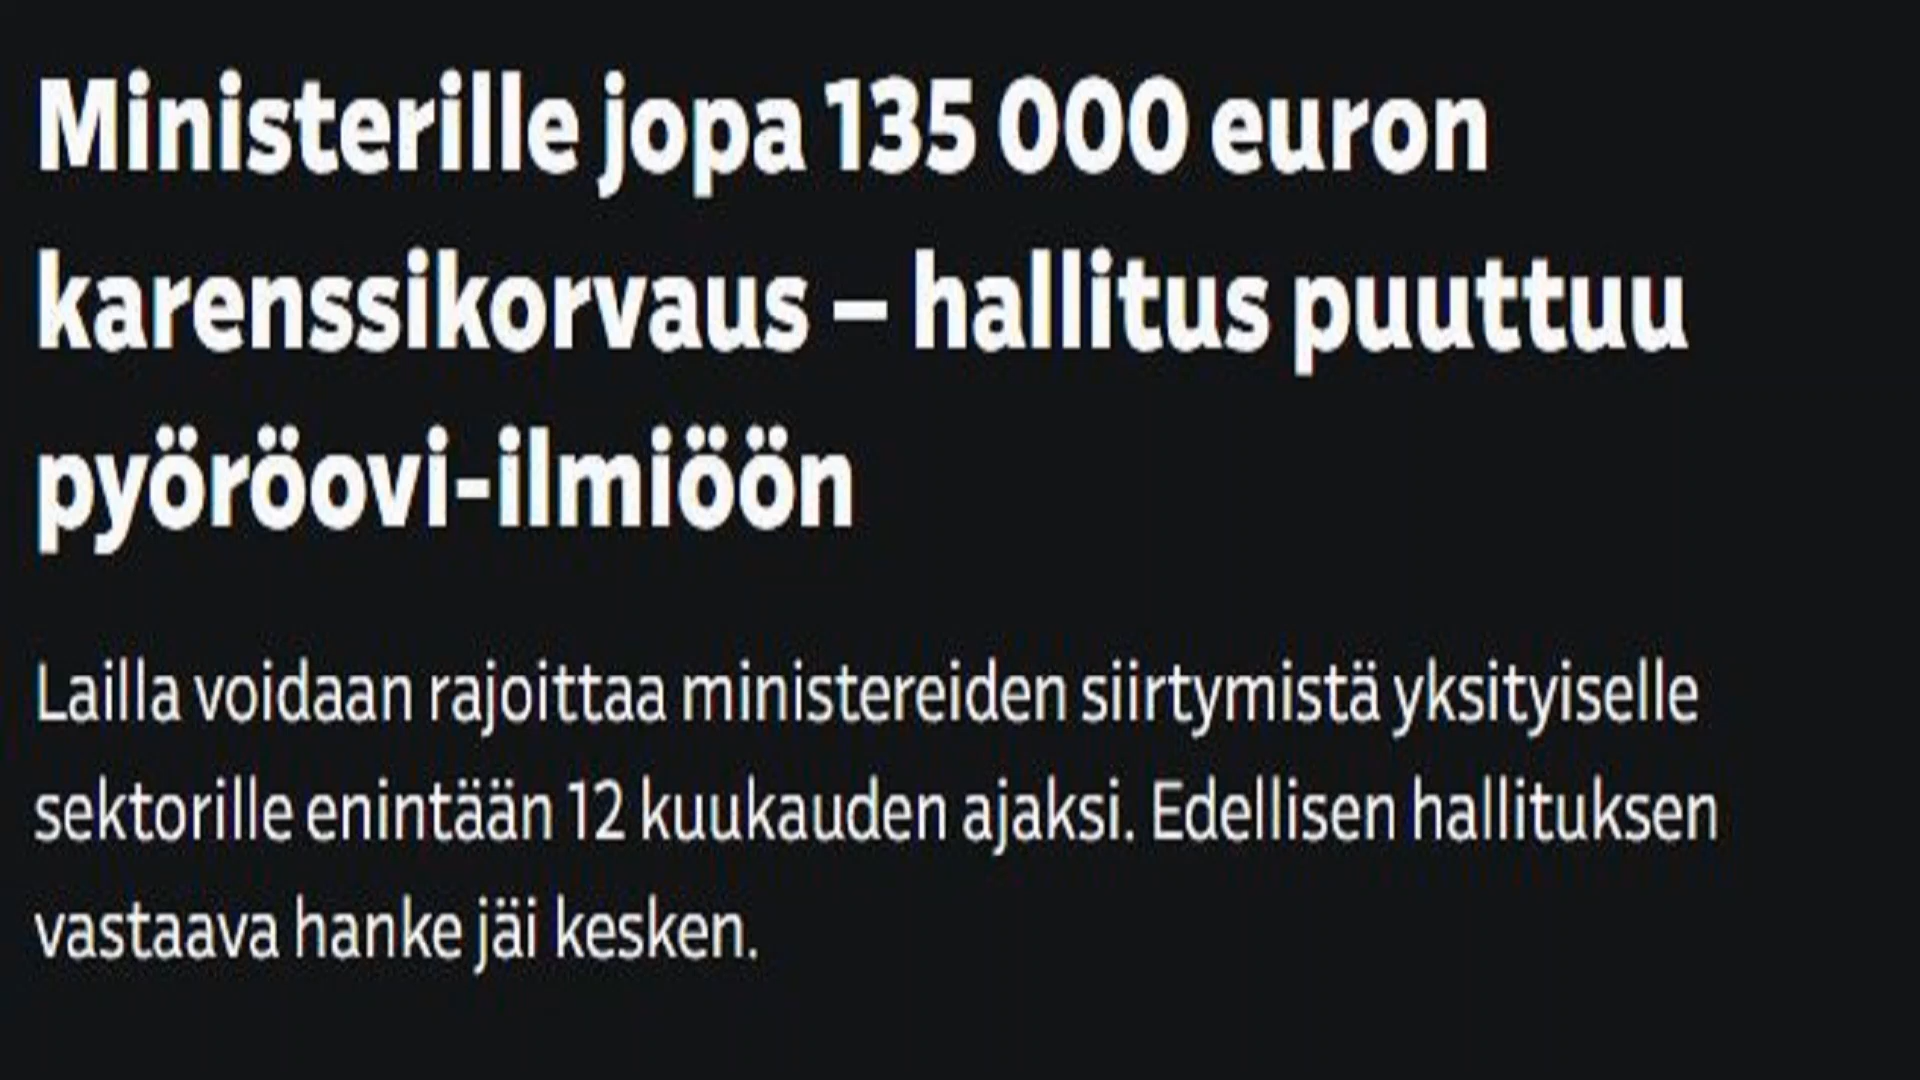 Ministerille jopa 135 000 euron
karenssikorvaus – hallitus puuttuu
pyöröovi-ilmiöön
Lailla voidaan rajoittaa ministereiden siirtymistä yksityiselle
sektorille enintään 12 kuukauden ajaksi. Edellisen hallituksen
vastaava hanke jäi kesken.